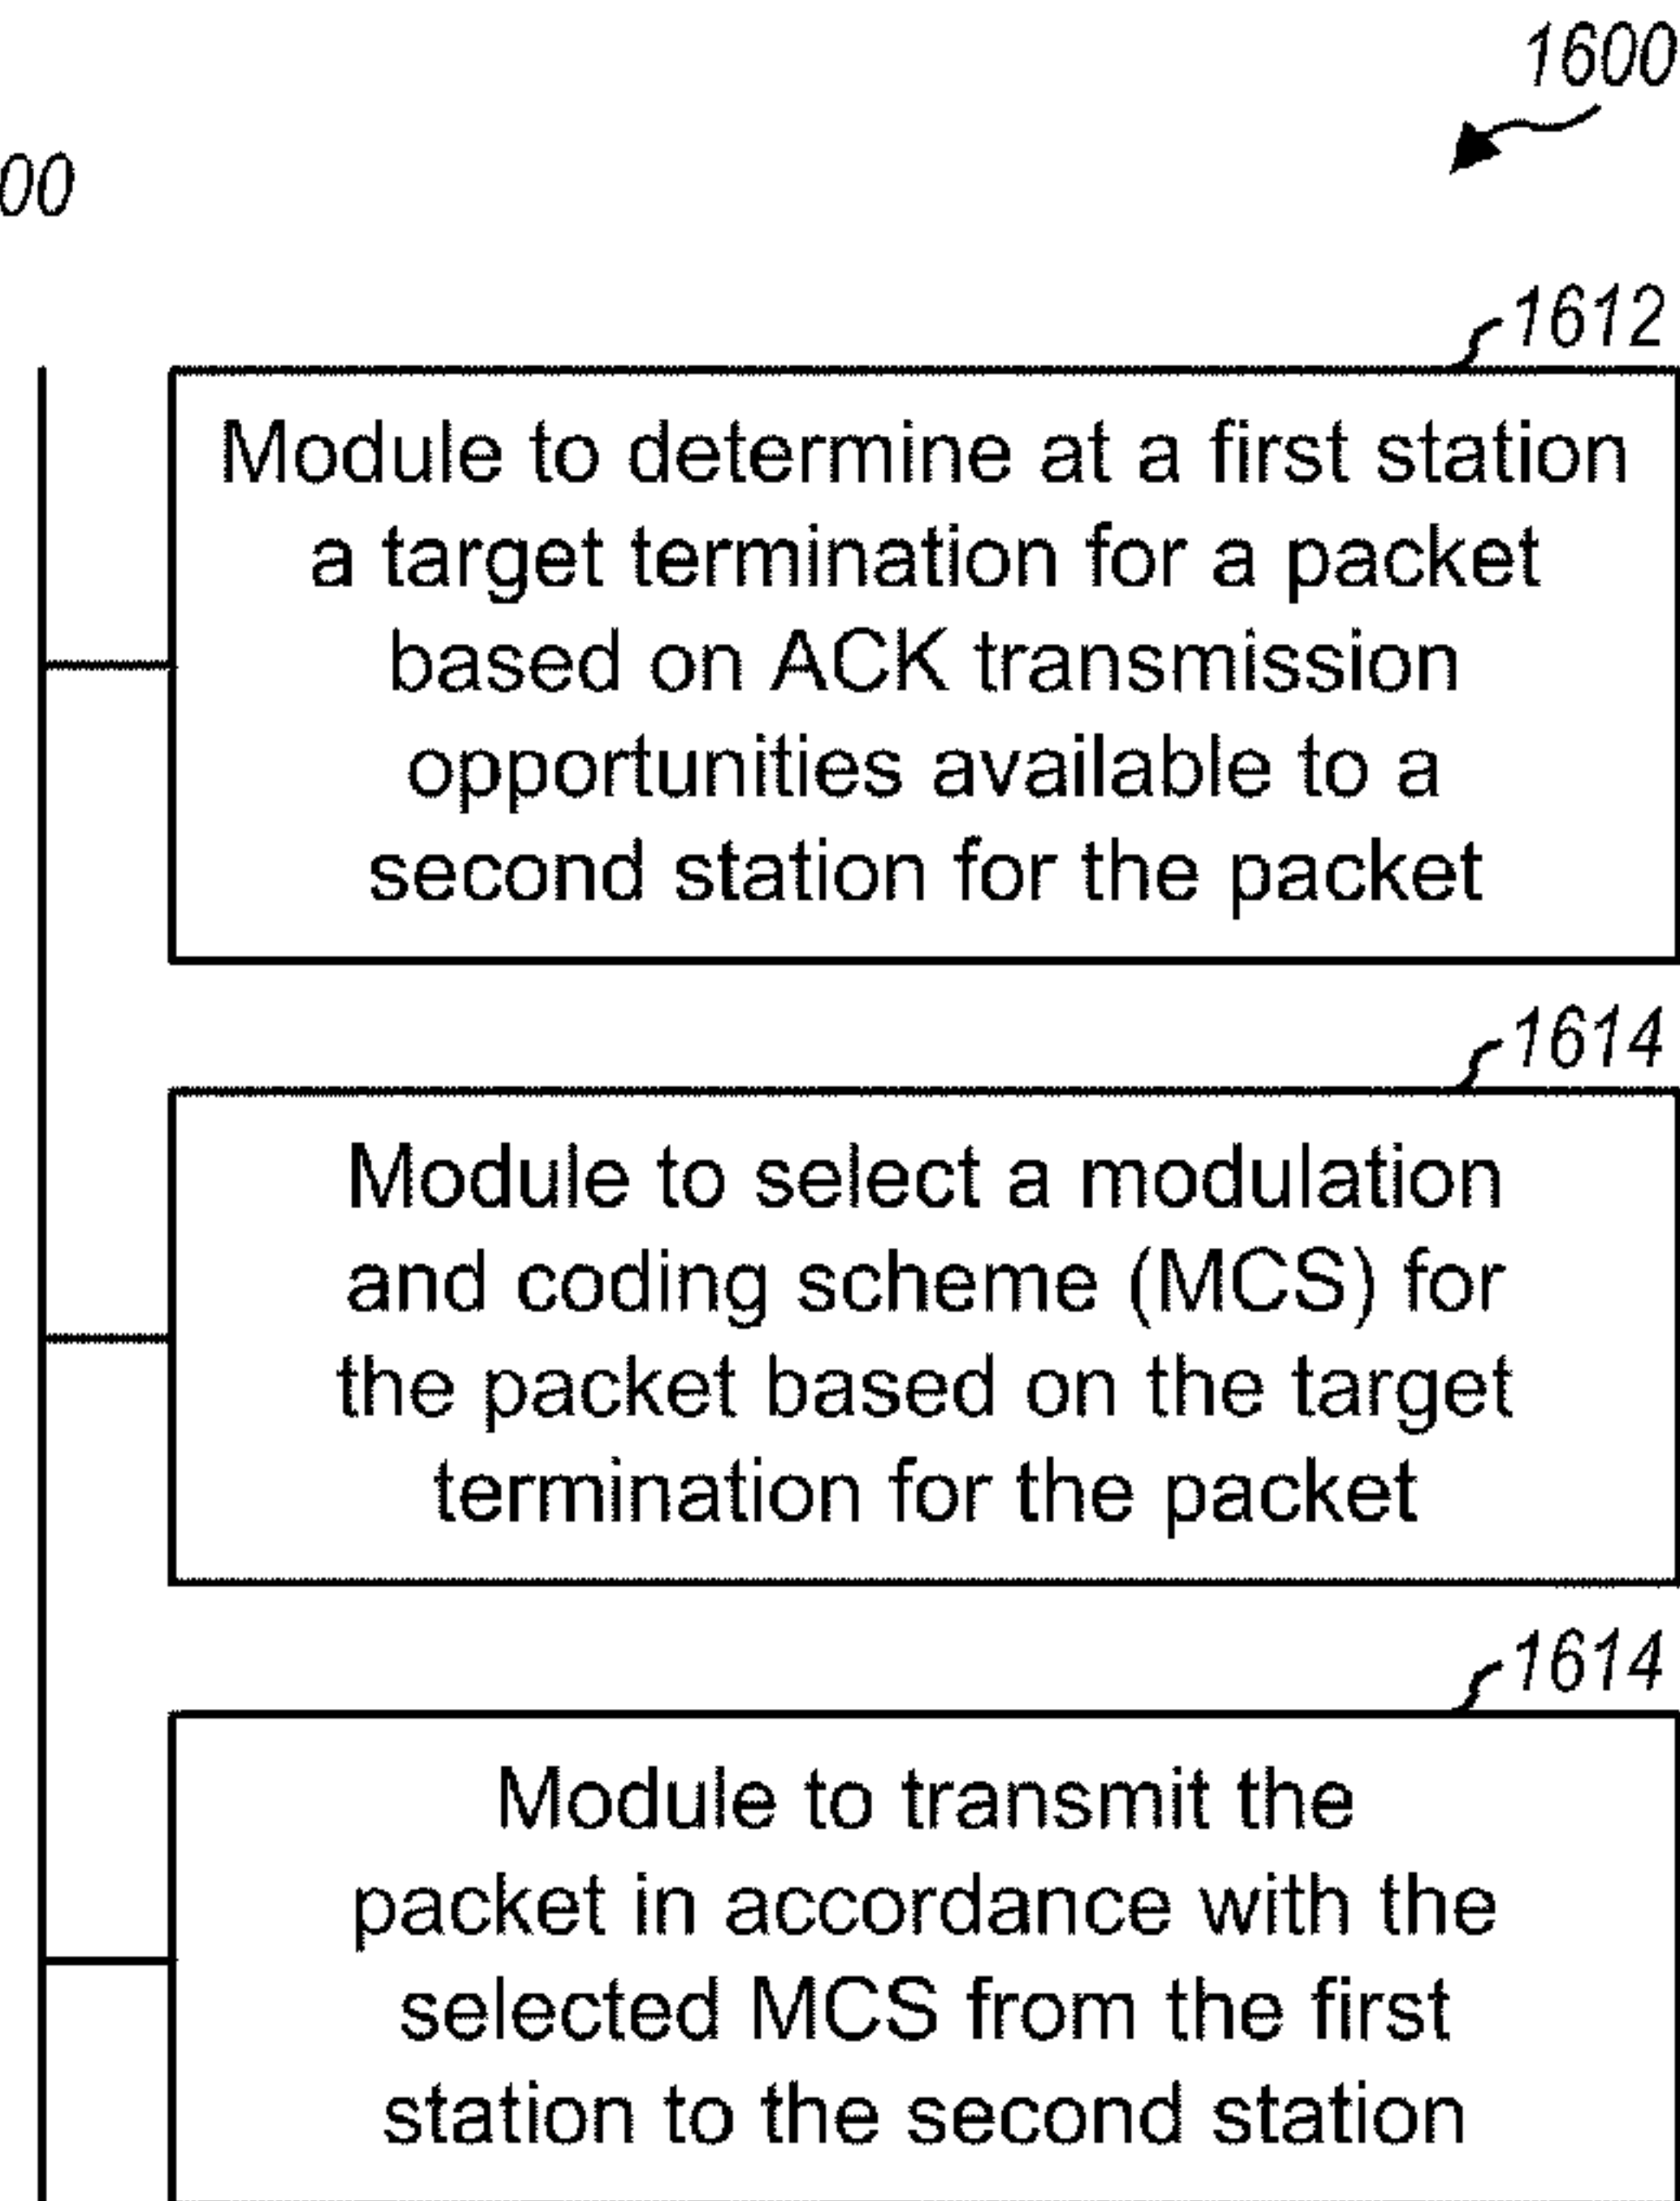 1600
00
1612
Module to determine at a first station
a target termination for a packet
based on ACK transmission
opportunities available to a
second station for the packet
1614
Module to select a modulation
and coding scheme (MCS) for
the packet based on the target
termination for the packet
1614
Module to transmit the
packet in accordance with the
selected MCS from the first
station to the second station